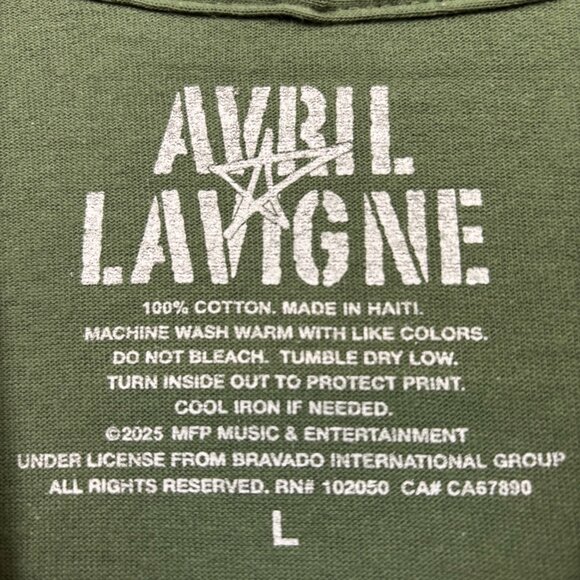 AVRIL
LAVIGNE
100% COTTON. MADE IN HAITI.
MACHINE WASH WARM WITH LIKE COLORS.
DO NOT BLEACH. TUMBLE DRY LOW.
TURN INSIDE OUT TO PROTECT PRINT.
COOL IRON IF NEEDED.
©2025 MFP MUSIC & ENTERTAINMENT
UNDER LICENSE FROM BRAVADO INTERNATIONAL GROUP
ALL RIGHTS RESERVED. RN# 102050 CA# CA67890
L